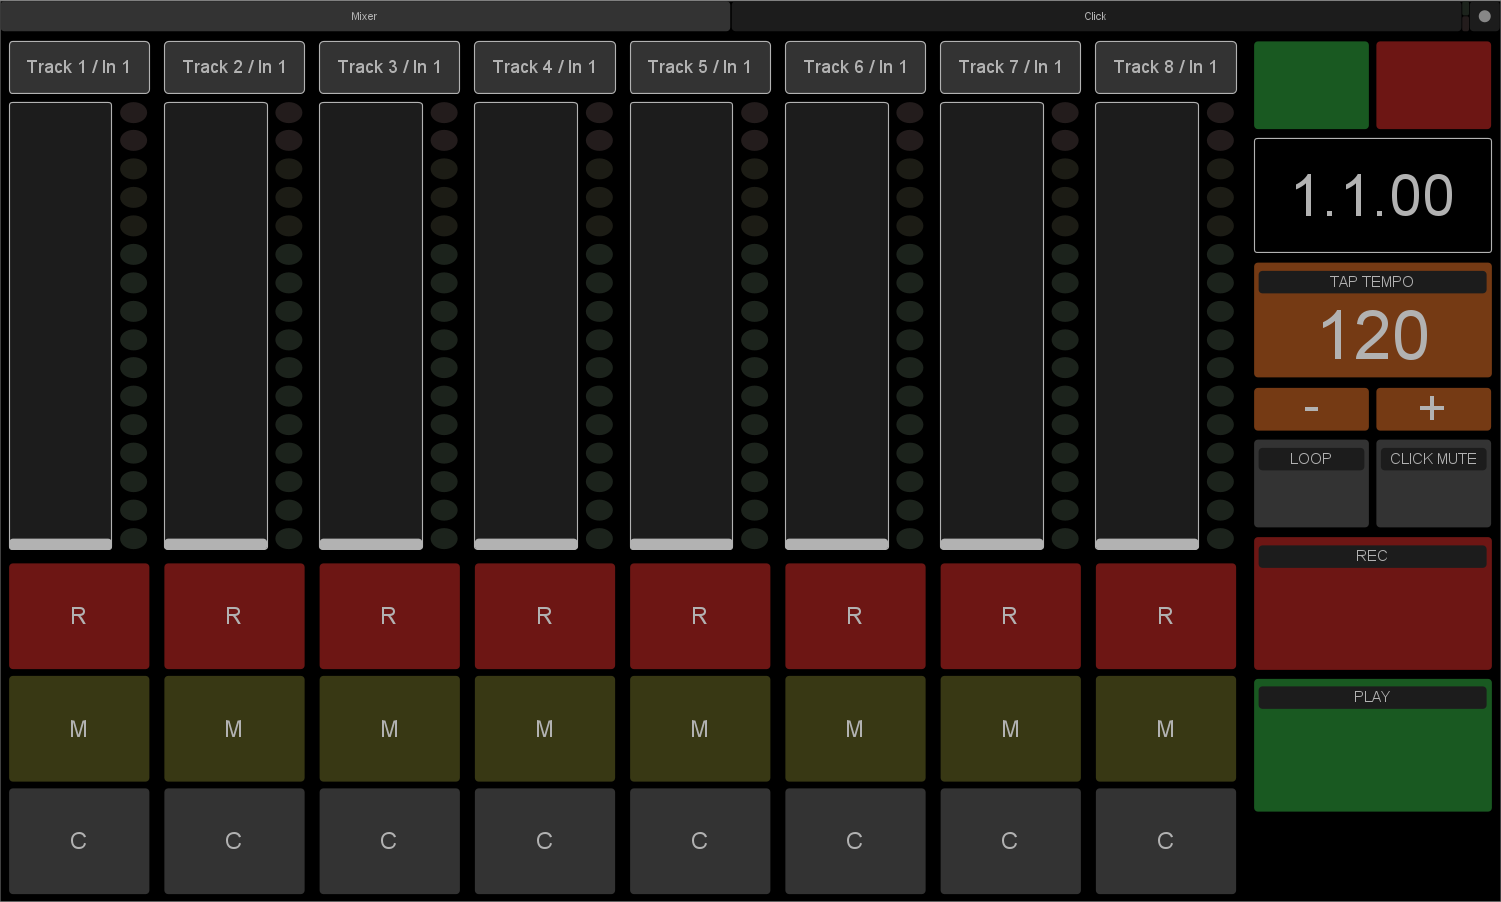 Mixer Click
Track 1 / In 1 Track 2 / In 1 Track 3 / In 1 Track 4 / In 1 Track 5 / In 1 Track 6 / In 1 Track 7 / In 1 Track 8 / In 1
1.1.00
TAP TEMPO
120
- +
LOOP CLICK MUTE
REC
R R R R R R R R
PLAY
M M M M M M M M
C C C C C C C C